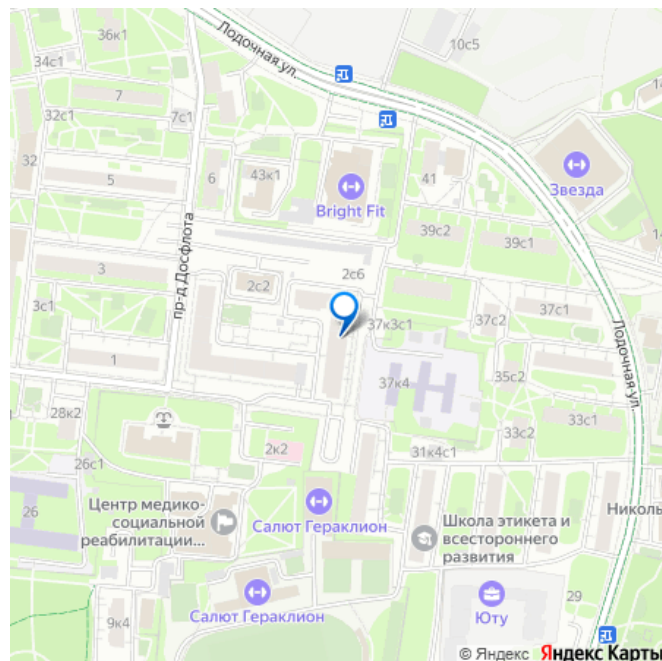 36к1
Лодочная ул.
10с5
34с1
7
7с1
32с1
32
5
6
43к1
Bright Fit
41
Звезда
39с2
39с1
3
пр-д Досфлота
2с2
2с6
3с1
37к3с1
37с2
37с1
Лодочная ул.
1
37к4
35с2
28к2
33с1
33с2
2к2
31к4с1
26с1
26
Центр медико-
социальной
реабилитации...
Салют Гераклион
Школа этикета и
всестороннего
развития
Николь
Салют Гераклион
Юту
29
9к4
© Яндекс Яндекс Карты